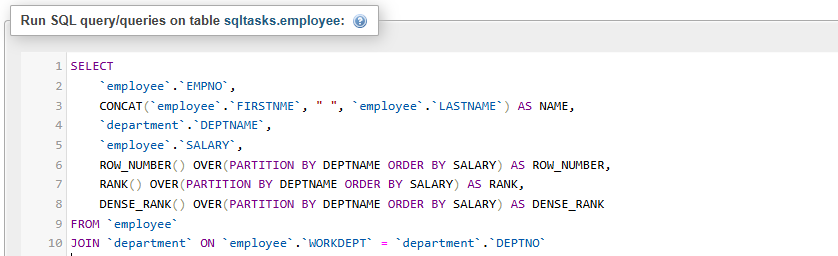 Run SQL query/queries on table sqltasks.employee:
1 SELECT
2 `employee`.`EMPNO`,
3 CONCAT(`employee`.`FIRSTNME`, " ", `employee`.`LASTNAME`) AS NAME,
4 `department`.`DEPTNAME`,
5 `employee`.`SALARY`,
6 ROW_NUMBER() OVER(PARTITION BY DEPTNAME ORDER BY SALARY) AS ROW_NUMBER,
7 RANK() OVER(PARTITION BY DEPTNAME ORDER BY SALARY) AS RANK,
8 DENSE_RANK() OVER(PARTITION BY DEPTNAME ORDER BY SALARY) AS DENSE_RANK
9 FROM `employee`
10 JOIN `department` ON `employee`.`WORKDEPT` = `department`.`DEPTNO`